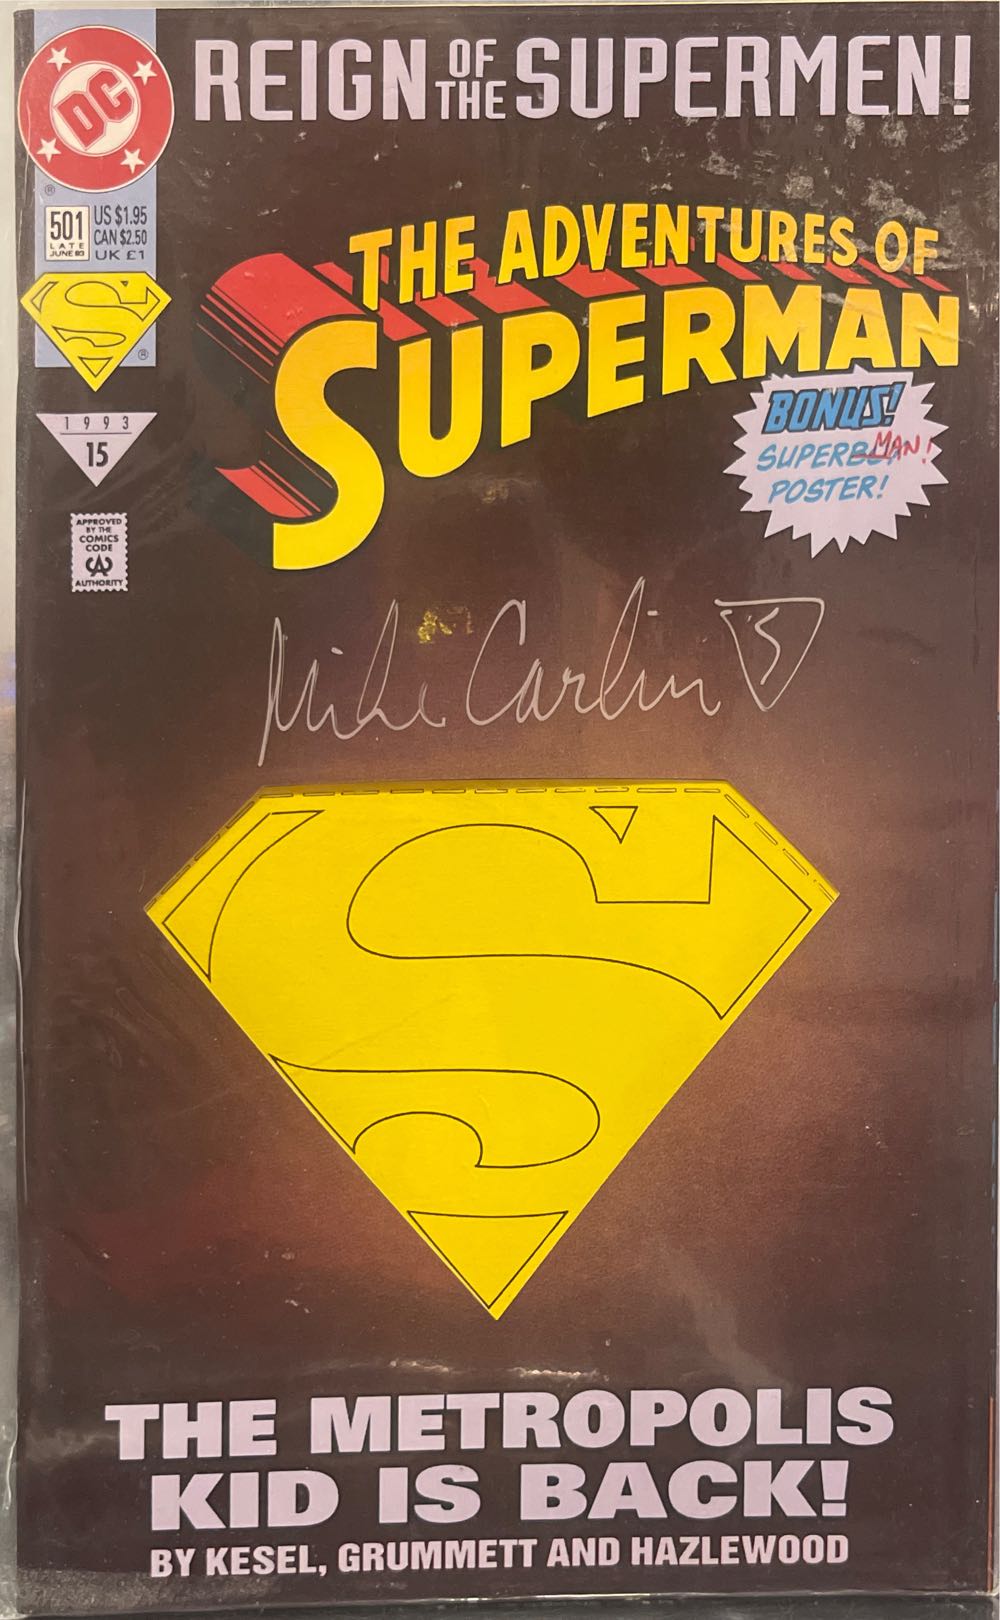 REIGN OF THE SUPERMEN!
DC
®
501
LATE
JUNE 93
US $1.95
CAN $2.50
UK £1
THE ADVENTURES OF
SUPERMAN
S
®
1993
15
BONUS!
SUPERBOY MAN!
POSTER!
APPROVED
BY THE
COMICS
CODE
CA
AUTHORITY
Mike Carlin S
S
THE METROPOLIS
KID IS BACK!
BY KESEL, GRUMMETT AND HAZLEWOOD